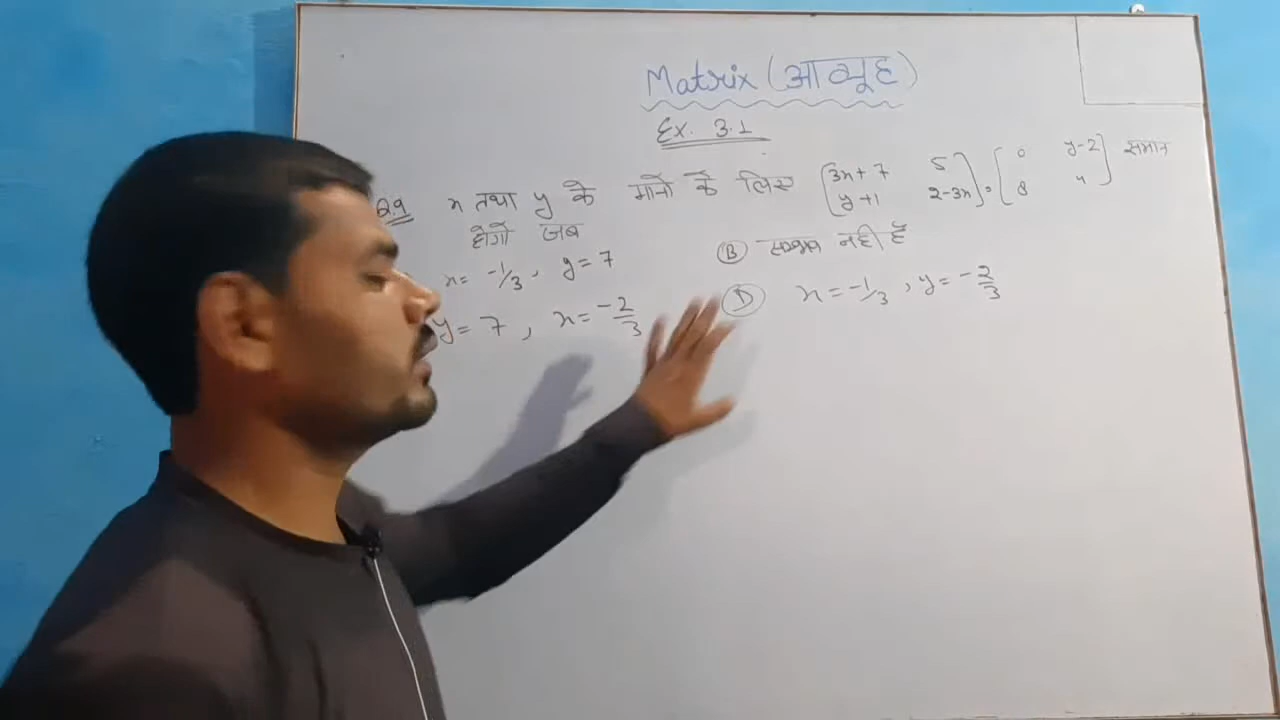 Matrix (आव्यूह)
Ex. 3.1
Q.9 x तथा y के मानों के लिए [3x+7 5 y+1 2-3x] = [0 y-2 8 4] समान
होगों जब
x = -1/3, y = 7
(B) सम्भव नहीं है
y = 7, x = -2/3
(D) x = -1/3, y = -2/3